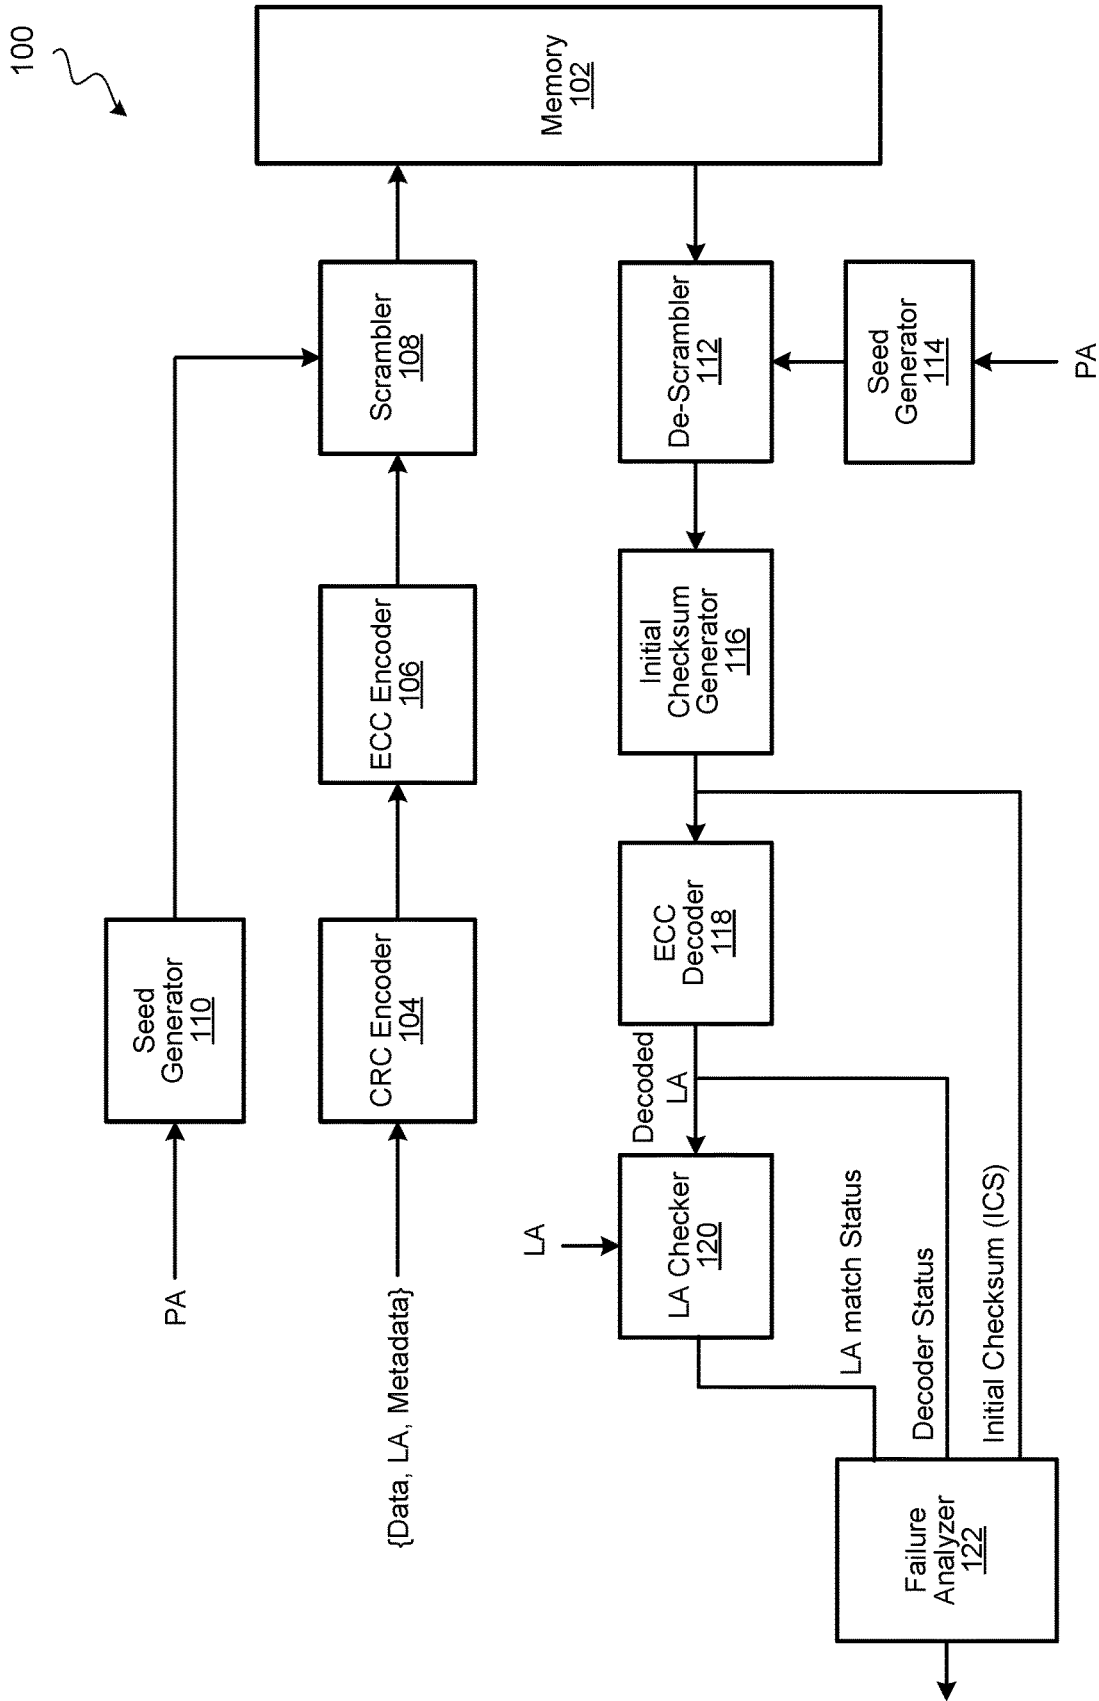 100
PA
Seed
Generator
110
{Data, LA, Metadata}
CRC Encoder
104
ECC Encoder
106
Scrambler
108
Memory
102
De-Scrambler
112
Seed
Generator
114
PA
Initial
Checksum
Generator
116
ECC
Decoder
118
Decoded
LA
LA
LA Checker
120
LA match Status
Decoder Status
Initial Checksum (ICS)
Failure
Analyzer
122